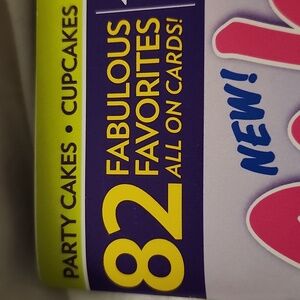 PARTY CAKES • CUPCAKES
82
FABULOUS
FAVORITES
ALL ON CARDS!
NEW!